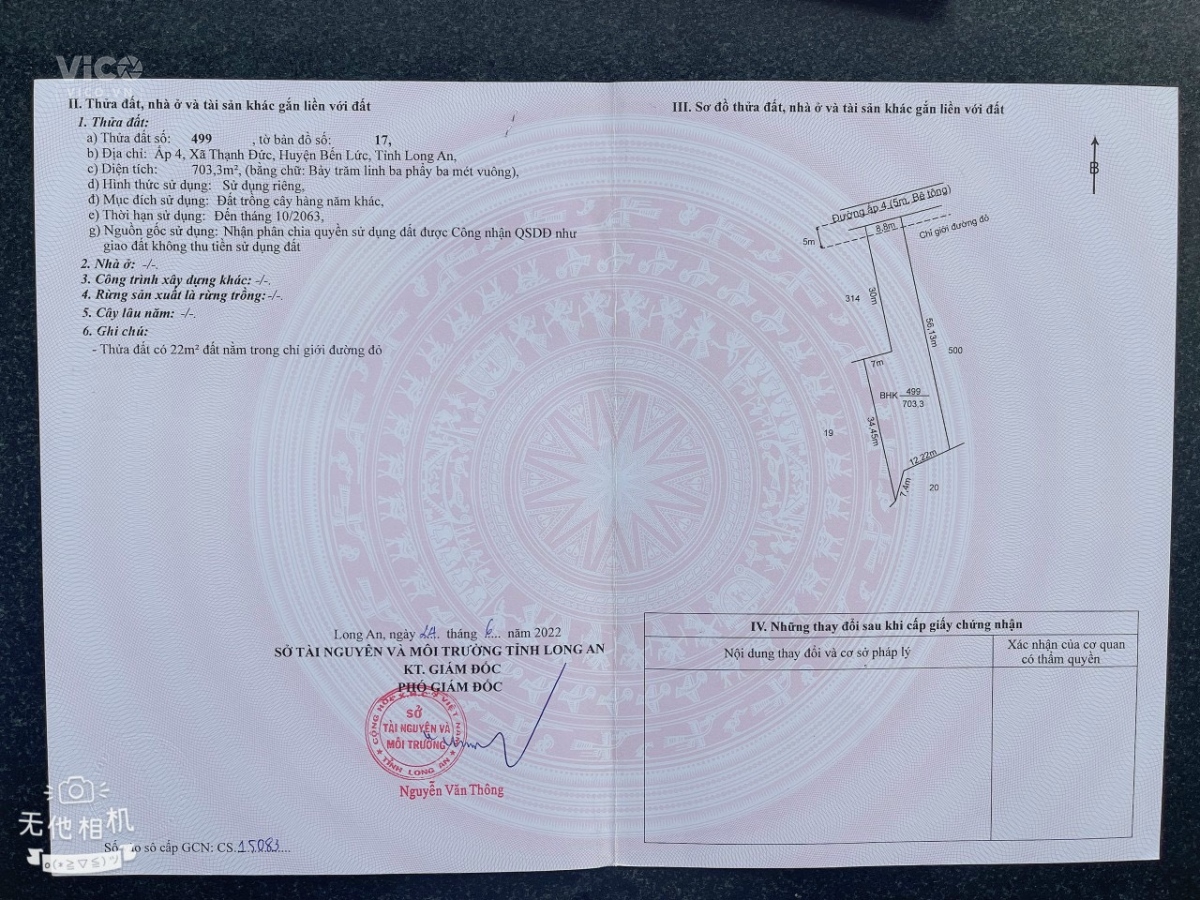 VICO
VICO.VN
II. Thửa đất, nhà ở và tài sản khác gắn liền với đất
1. Thửa đất:
a) Thửa đất số: 499 , tờ bản đồ số: 17,
b) Địa chỉ: Ấp 4, Xã Thạnh Đức, Huyện Bến Lức, Tỉnh Long An,
c) Diện tích: 703,3m², (bằng chữ: Bảy trăm linh ba phẩy ba mét vuông),
d) Hình thức sử dụng: Sử dụng riêng,
đ) Mục đích sử dụng: Đất trồng cây hàng năm khác,
e) Thời hạn sử dụng: Đến tháng 10/2063,
g) Nguồn gốc sử dụng: Nhận phân chia quyền sử dụng đất được Công nhận QSDĐ như
giao đất không thu tiền sử dụng đất
2. Nhà ở: -/-.
3. Công trình xây dựng khác: -/-.
4. Rừng sản xuất là rừng trồng:-/-.
5. Cây lâu năm: -/-.
6. Ghi chú:
- Thửa đất có 22m² đất nằm trong chỉ giới đường đỏ
Long An, ngày tháng 6 năm 2022
SỞ TÀI NGUYÊN VÀ MÔI TRƯỜNG TỈNH LONG AN
KT. GIÁM ĐỐC
PHÓ GIÁM ĐỐC
CỘNG HÒA X.H.C.N VIỆT NAM
SỞ
TÀI NGUYÊN VÀ
MÔI TRƯỜNG
TỈNH LONG AN
Nguyễn Văn Thông
Số vào sổ cấp GCN: CS.15083...
无他相机
III. Sơ đồ thửa đất, nhà ở và tài sản khác gắn liền với đất
B
Đường ấp 4 (5m, Bê tông)
5m
8,8m
Chỉ giới đường đỏ
314
30m
56,13m
500
7m
BHK 499
703,3
19
34,45m
12,22m
7,4m
20
IV. Những thay đổi sau khi cấp giấy chứng nhận
Nội dung thay đổi và cơ sở pháp lý
Xác nhận của cơ quan
có thẩm quyền